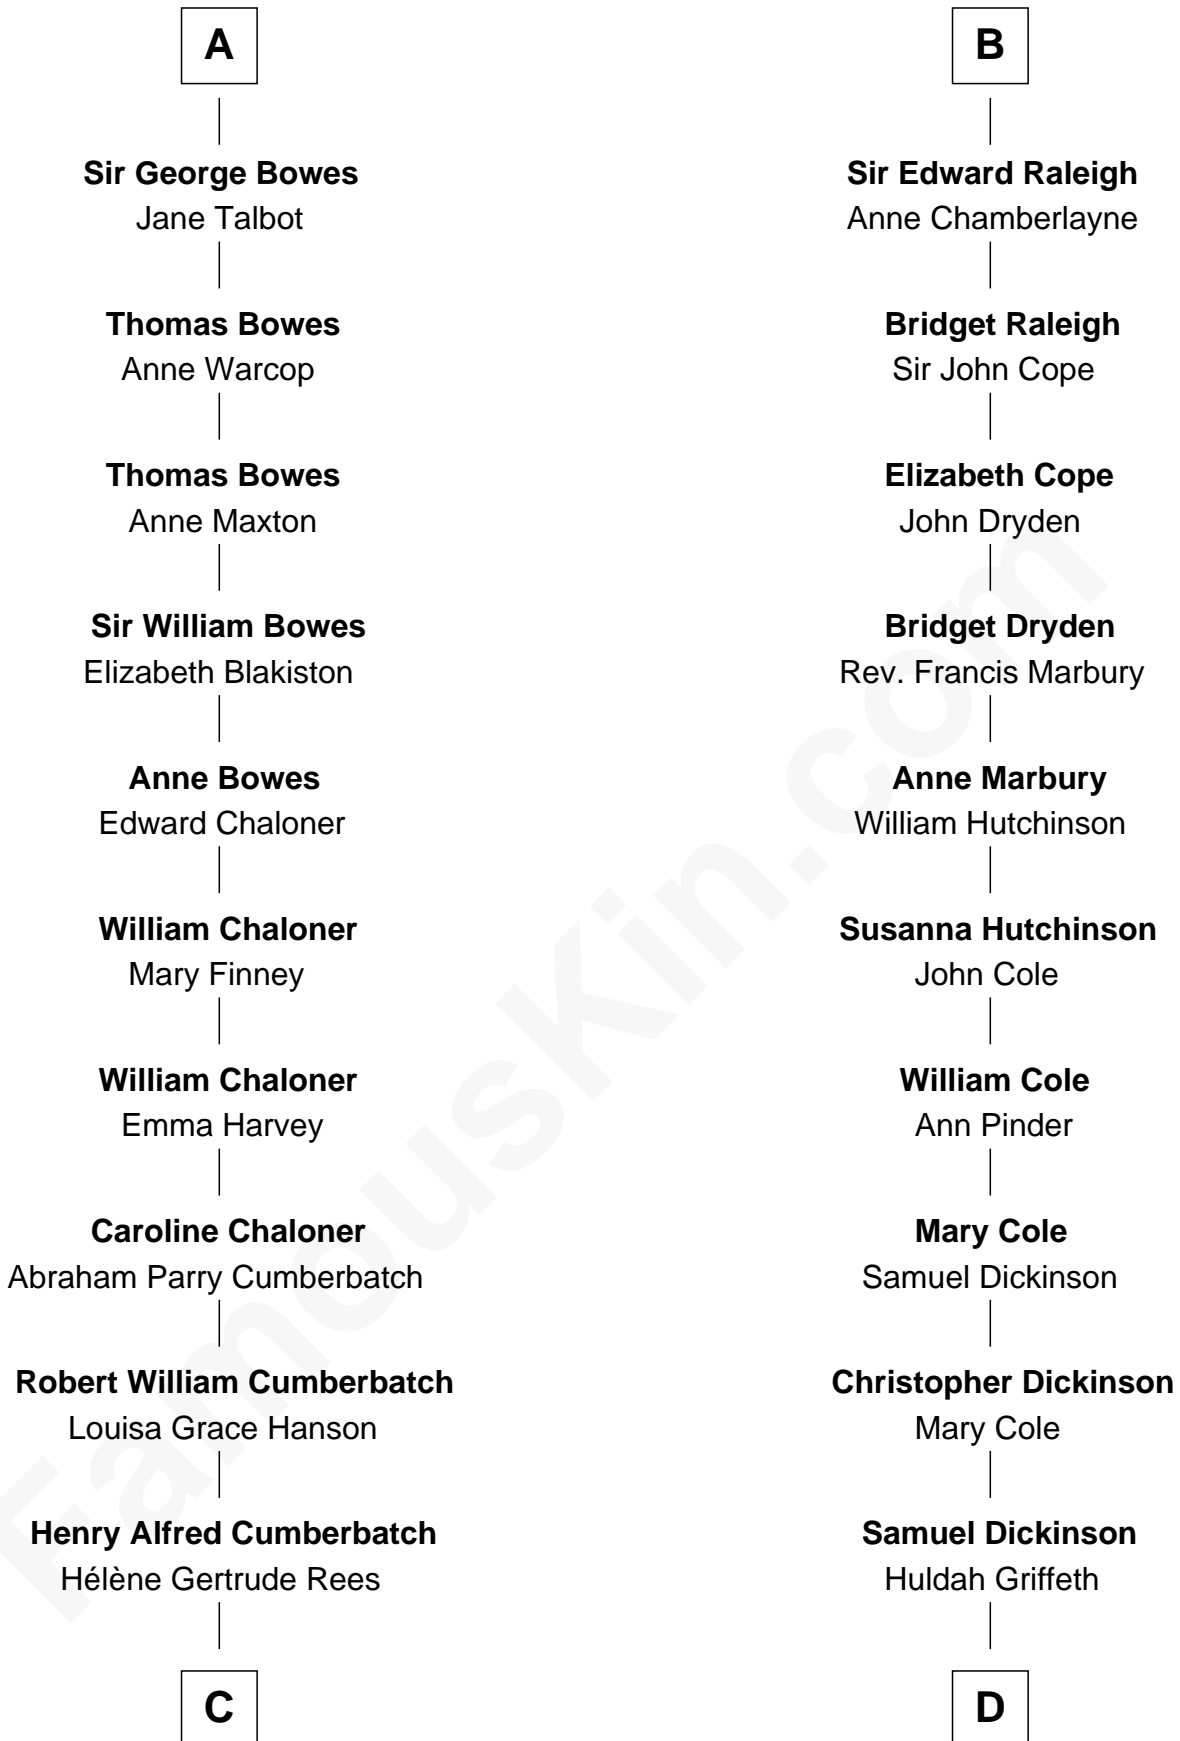 A
Sir George Bowes
Jane Talbot
Thomas Bowes
Anne Warcop
Thomas Bowes
Anne Maxton
Sir William Bowes
Elizabeth Blakiston
Anne Bowes
Edward Chaloner
William Chaloner
Mary Finney
William Chaloner
Emma Harvey
Caroline Chaloner
Abraham Parry Cumberbatch
Robert William Cumberbatch
Louisa Grace Hanson
Henry Alfred Cumberbatch
Hélène Gertrude Rees
C
B
Sir Edward Raleigh
Anne Chamberlayne
Bridget Raleigh
Sir John Cope
Elizabeth Cope
John Dryden
Bridget Dryden
Rev. Francis Marbury
Anne Marbury
William Hutchinson
Susanna Hutchinson
John Cole
William Cole
Ann Pinder
Mary Cole
Samuel Dickinson
Christopher Dickinson
Mary Cole
Samuel Dickinson
Huldah Griffeth
D
FamousKin.com